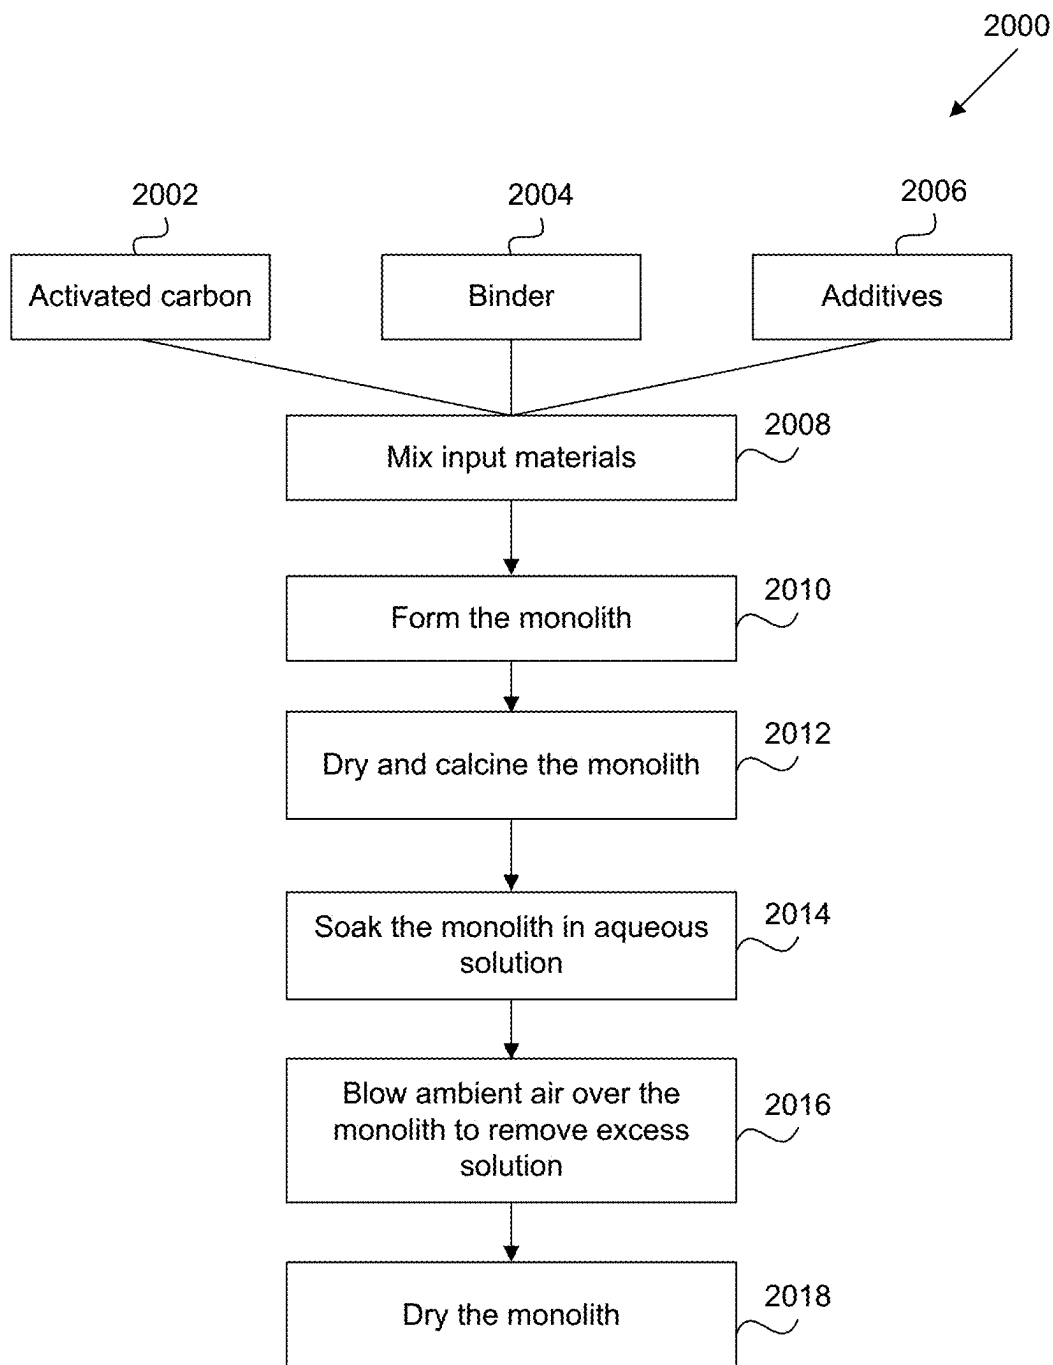 2000
2002
2004
2006
Activated carbon
Binder
Additives
Mix input materials
2008
Form the monolith
2010
Dry and calcine the monolith
2012
Soak the monolith in aqueous
solution
2014
Blow ambient air over the
monolith to remove excess
solution
2016
Dry the monolith
2018